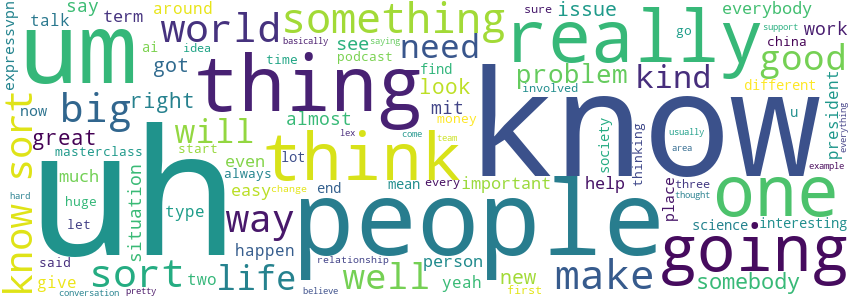 expressvpn
say
around
something
sure
everybody
um
talk
term
world
basically
issue
really
go
support
saying
ai
idea
got
see
need
china
work
time
podcast
good
thing
look
find
problem
kind
know
different
president
everything
now
big
right
mit
involved
u
almost
money
great
will
lex
come
team
society
thinking
usually
masterclass
start
think
area
example
know sort
uh
much
situation
even
lot
always
easy
change
three
thought
one
hard
huge
type
way
people
end
mean
every
important
help
place
let
science
interesting
said
happen
relationship
person
going
give
sort
two
life
well
yeah
new
make
somebody
conversation
pretty
believe
first